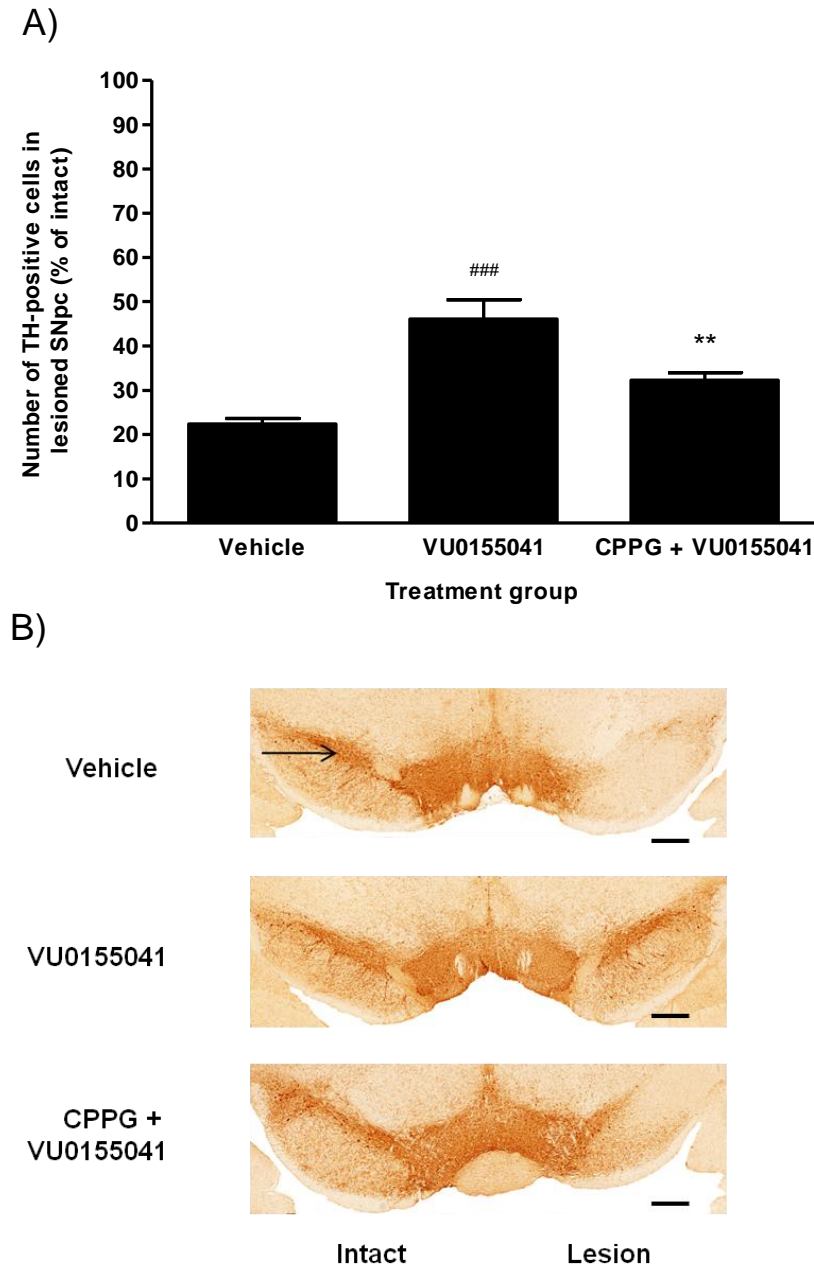 A)
Number of TH-positive cells in
lesioned SNpc (% of intact)
100
90
80
70
60
50
40
30
20
10
0
###
**
Vehicle
VU0155041
CPPG + VU0155041
Treatment group
B)
Vehicle
VU0155041
CPPG +
VU0155041
Intact
Lesion